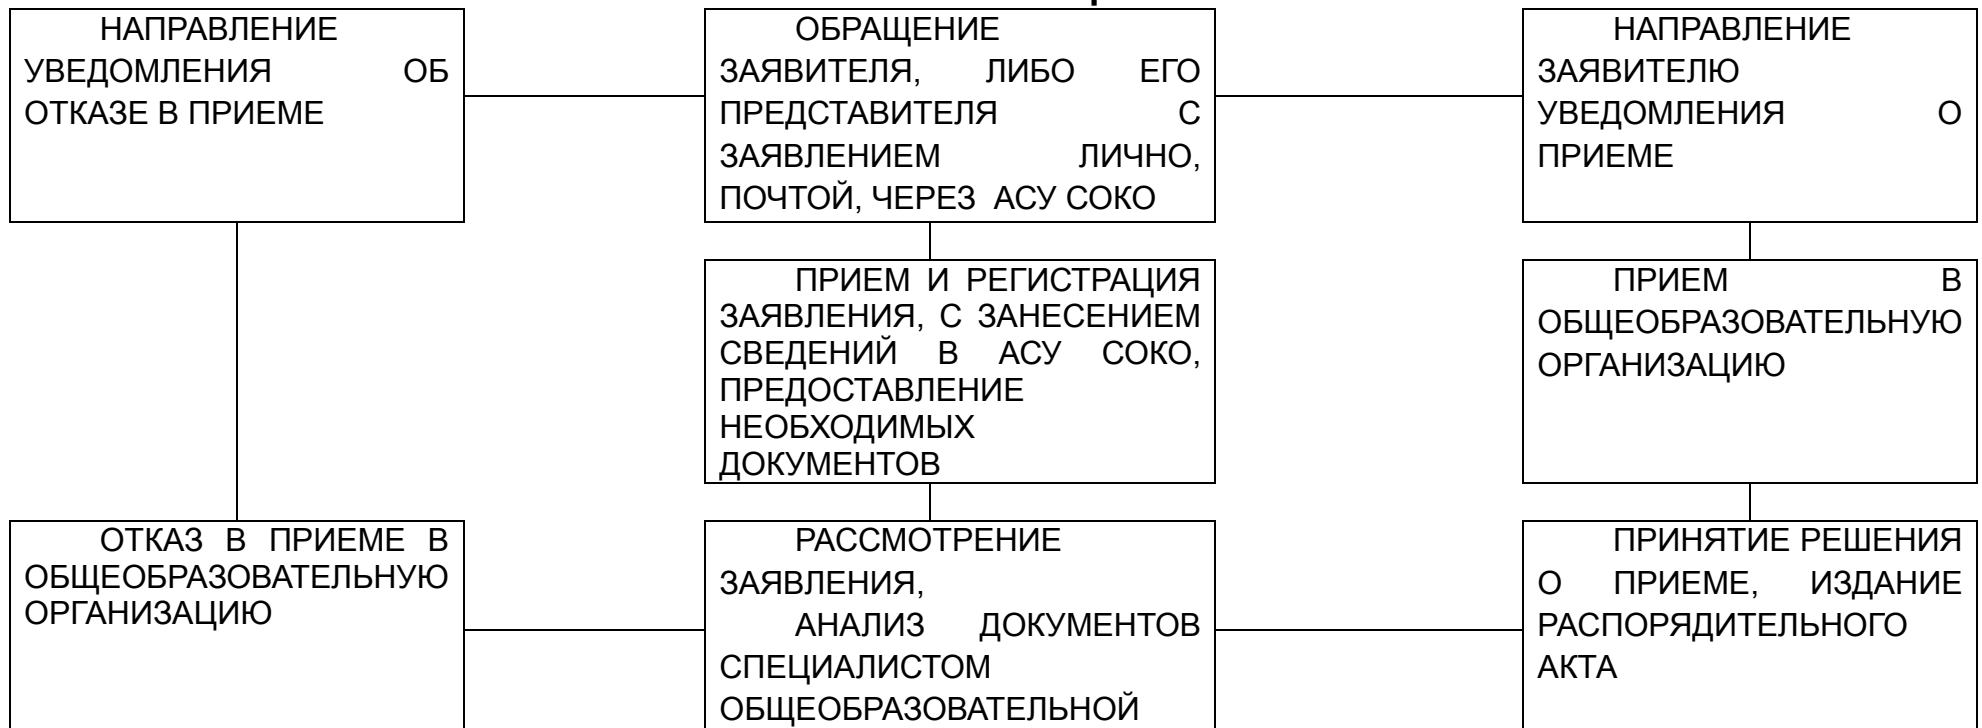 НАПРАВЛЕНИЕ
УВЕДОМЛЕНИЯ ОБ
ОТКАЗЕ В ПРИЕМЕ
ОБРАЩЕНИЕ
ЗАЯВИТЕЛЯ, ЛИБО ЕГО
ПРЕДСТАВИТЕЛЯ С
ЗАЯВЛЕНИЕМ ЛИЧНО,
ПОЧТОЙ, ЧЕРЕЗ АСУ СОКО
НАПРАВЛЕНИЕ
ЗАЯВИТЕЛЮ
УВЕДОМЛЕНИЯ О
ПРИЕМЕ
ПРИЕМ И РЕГИСТРАЦИЯ
ЗАЯВЛЕНИЯ, С ЗАНЕСЕНИЕМ
СВЕДЕНИЙ В АСУ СОКО,
ПРЕДОСТАВЛЕНИЕ
НЕОБХОДИМЫХ
ДОКУМЕНТОВ
ПРИЕМ В
ОБЩЕОБРАЗОВАТЕЛЬНУЮ
ОРГАНИЗАЦИЮ
ОТКАЗ В ПРИЕМЕ В
ОБЩЕОБРАЗОВАТЕЛЬНУЮ
ОРГАНИЗАЦИЮ
РАССМОТРЕНИЕ
ЗАЯВЛЕНИЯ,
АНАЛИЗ ДОКУМЕНТОВ
СПЕЦИАЛИСТОМ
ОБЩЕОБРАЗОВАТЕЛЬНОЙ
ПРИНЯТИЕ РЕШЕНИЯ
О ПРИЕМЕ, ИЗДАНИЕ
РАСПОРЯДИТЕЛЬНОГО
АКТА